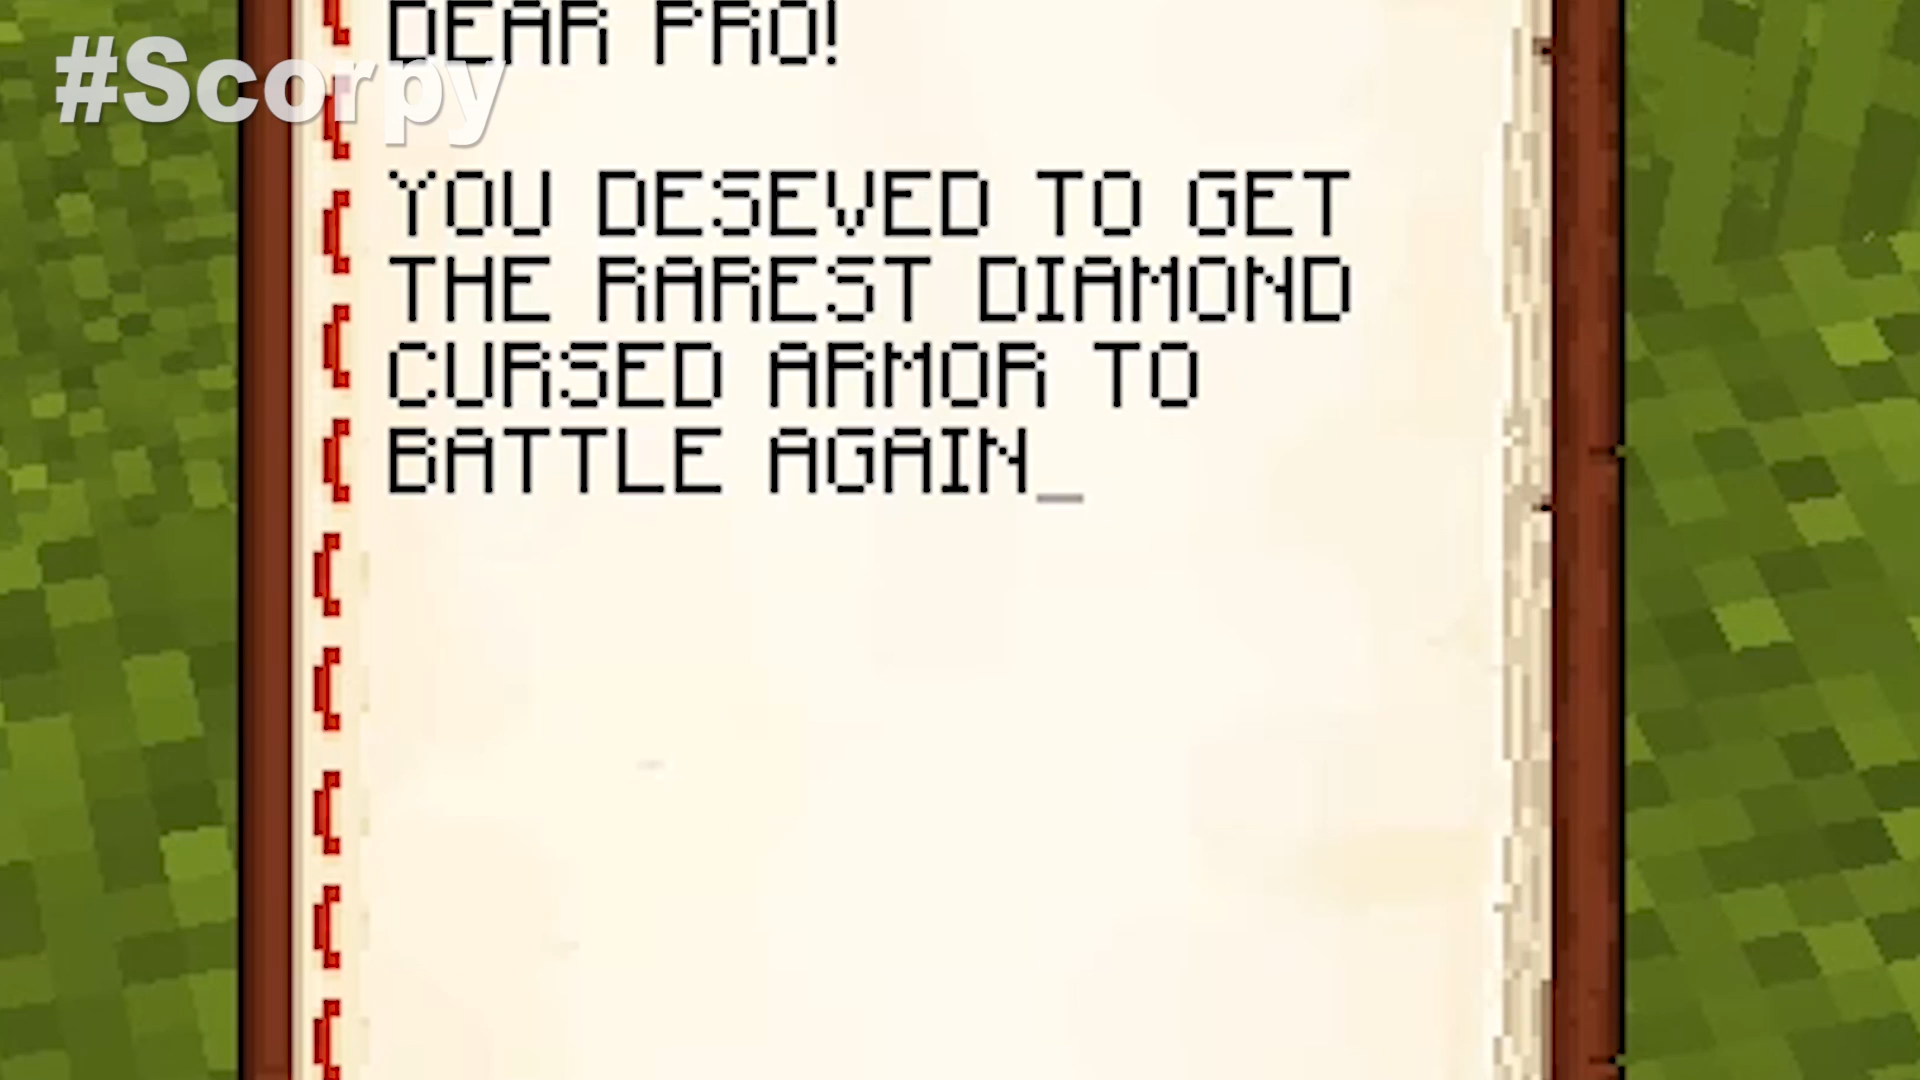 DEAR PRO!
#Scorpy
YOU DESEVED TO GET
THE RAREST DIAMOND
CURSED ARMOR TO
BATTLE AGAIN_